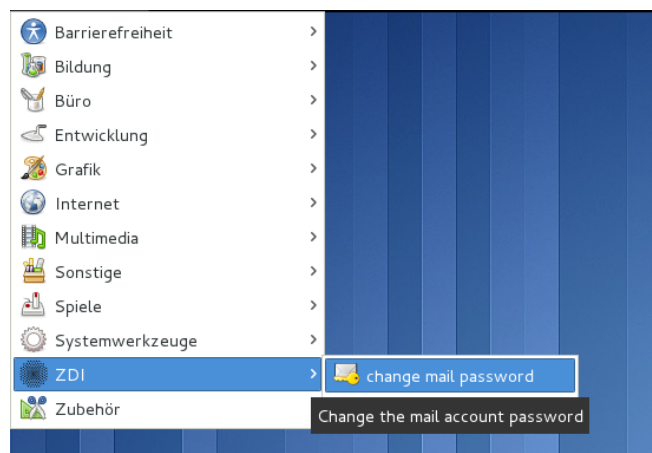 Barrierefreiheit
Bildung
Büro
Entwicklung
Grafik
Internet
Multimedia
Sonstige
Spiele
Systemwerkzeuge
ZDI
change mail password
Zubehör
Change the mail account password